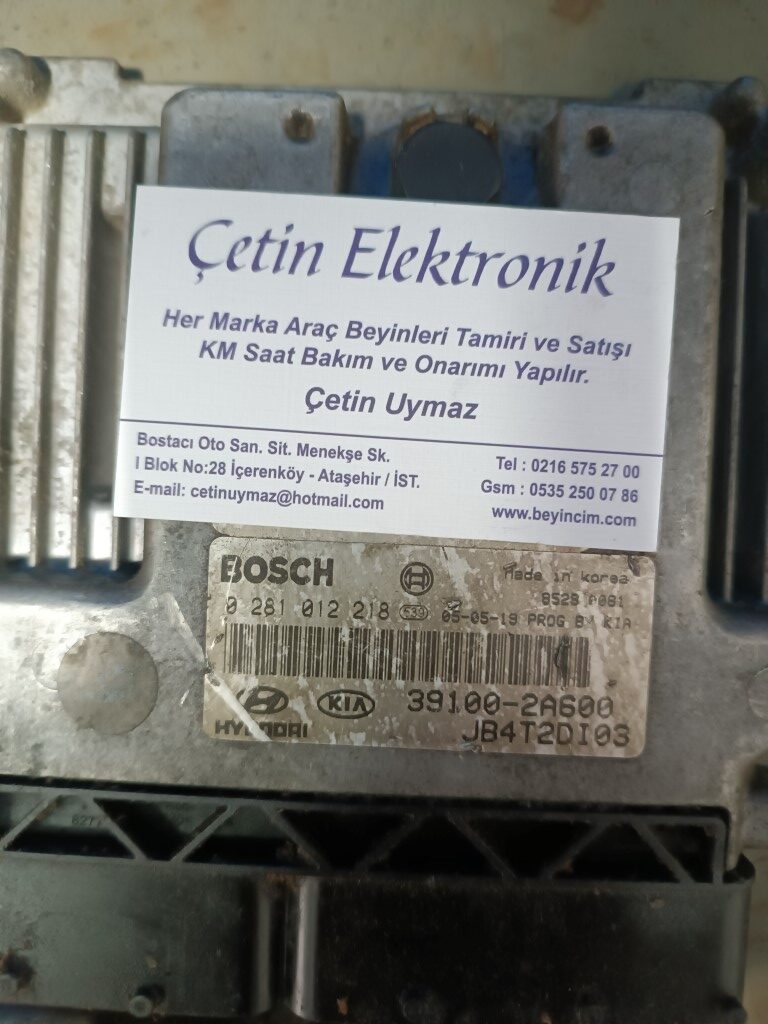 Çetin Elektronik
Her Marka Araç Beyinleri Tamiri ve Satışı
KM Saat Bakım ve Onarımı Yapılır.
Çetin Uymaz
Bostacı Oto San. Sit. Menekşe Sk.
I Blok No:28 İçerenköy - Ataşehir / İST.
E-mail: cetinuymaz@hotmail.com
Tel : 0216 575 27 00
Gsm : 0535 250 07 86
www.beyincim.com
BOSCH
Made in korea
8528 A081
0 281 012 218 E39 05-05-19 PROG BY KIA
KIA 39100-2A600
HYUNDAI JB4T2DI03